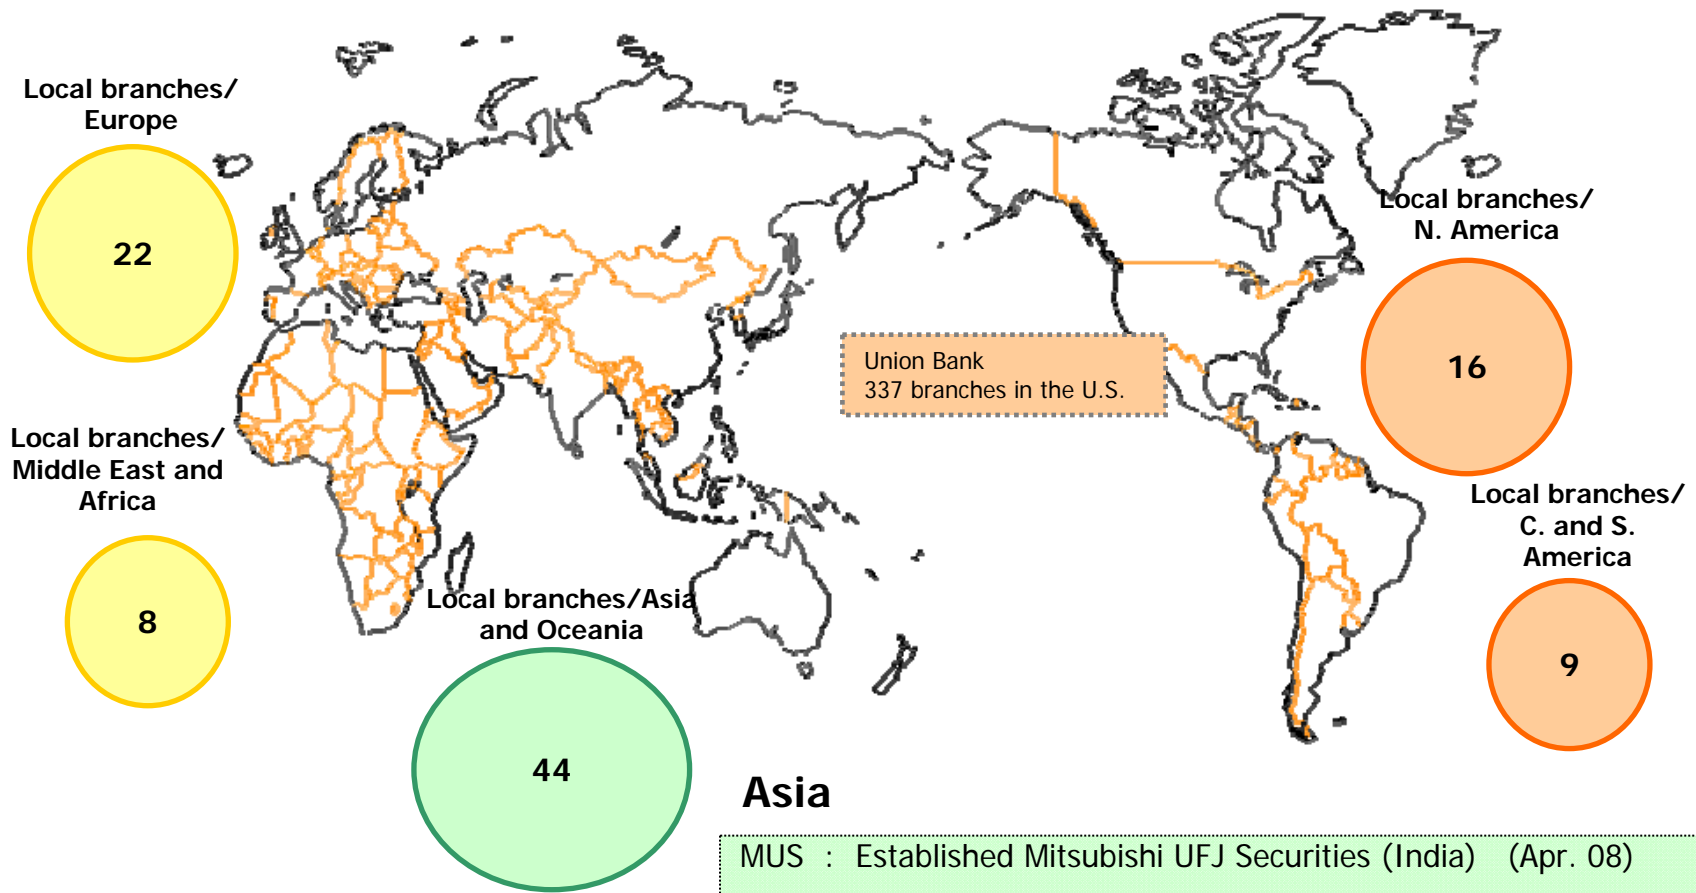 Local branches/
Europe
22
Local branches/
N. America
16
Union Bank
337 branches in the U.S.
Local branches/
Middle East and
Africa
8
Local branches/
C. and S.
America
9
Local branches/Asia
and Oceania
44
Asia
MUS : Established Mitsubishi UFJ Securities (India) (Apr. 08)